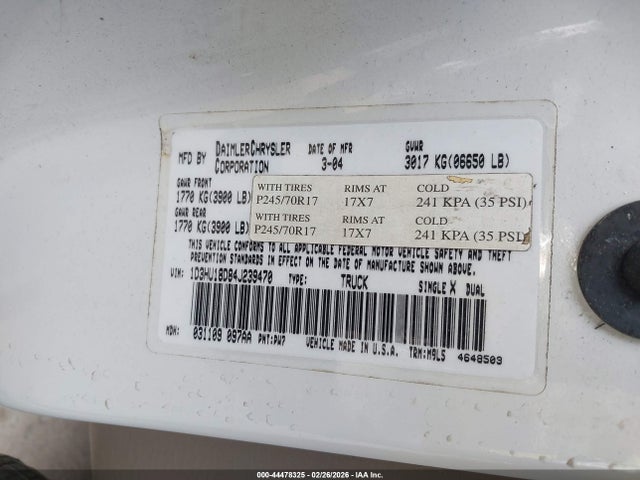 MFD BY DAIMLERCHRYSLER CORPORATION DATE OF MFR 3-04 GVWR 3017 KG(06650 LB)
GAWR FRONT
1770 KG(3900 LB)
WITH TIRES RIMS AT COLD
P245/70R17 17X7 241 KPA (35 PSI)
GAWR REAR
1770 KG(3900 LB)
WITH TIRES RIMS AT COLD
P245/70R17 17X7 241 KPA (35 PSI
THIS VEHICLE CONFORMS TO ALL APPLICABLE FEDERAL MOTOR VEHICLE SAFETY AND THEFT
PREVENTION STANDARDS IN EFFECT ON THE DATE OF MANUFACTURE SHOWN ABOVE.
VIN: 1D3HU18D84J239470 TYPE: TRUCK SINGLE X DUAL
MDH: 031109 097AA PNT:PW7 VEHICLE MADE IN U.S.A. TRM:M9L5 4648503
000-44478325 - 02/26/2026 - IAA Inc.